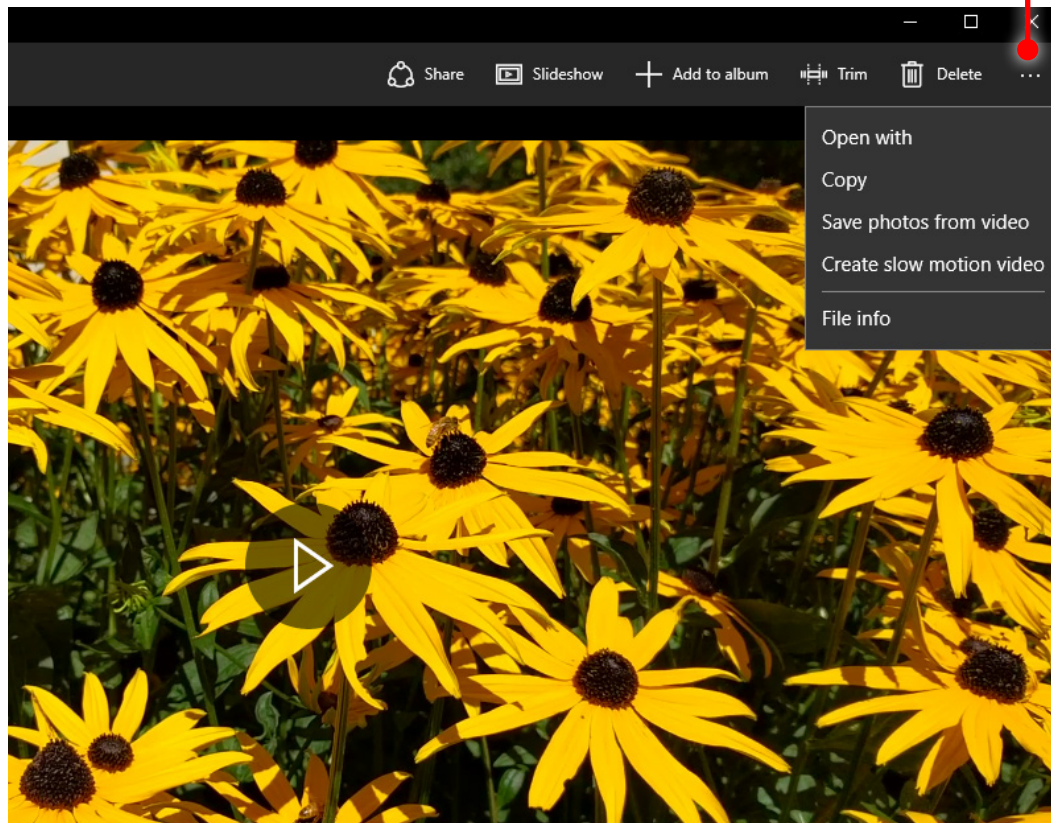 Share Slideshow Add to album Trim Delete ...
Open with
Copy
Save photos from video
Create slow motion video
File info